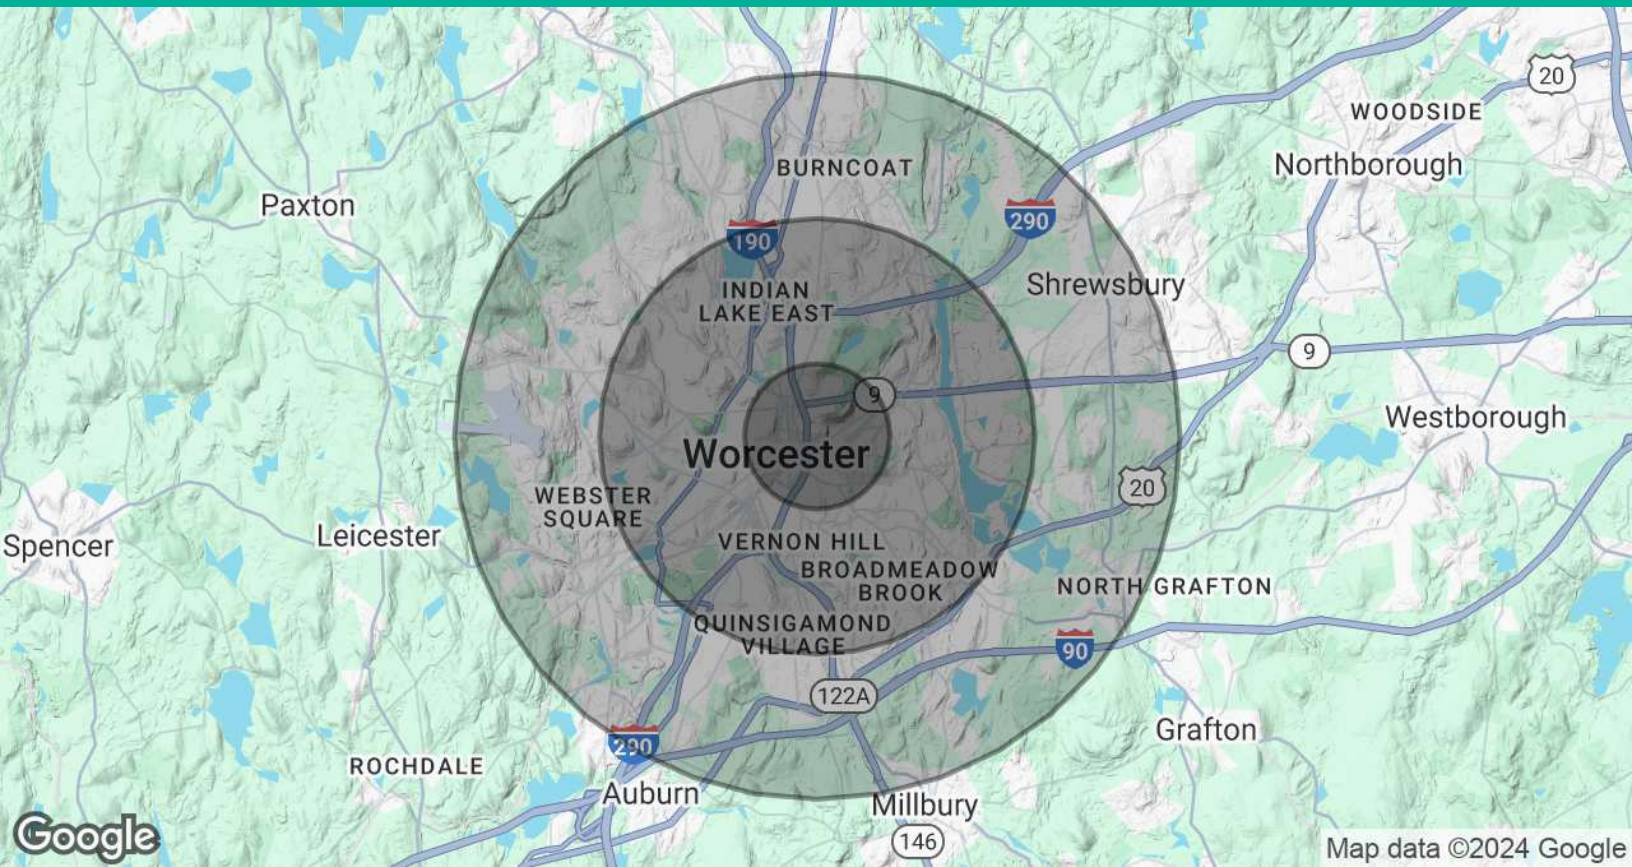 20
WOODSIDE
Northborough
BURNCOAT
Paxton
290
190
Shrewsbury
INDIAN
LAKE EAST
9
9
Westborough
Worcester
20
WEBSTER
SQUARE
Leicester
Spencer
VERNON HILL
BROADMEADOW
BROOK
NORTH GRAFTON
QUINSIGAMOND
VILLAGE
90
122A
Grafton
290
ROCHDALE
Auburn
Millbury
146
Google
Map data ©2024 Google